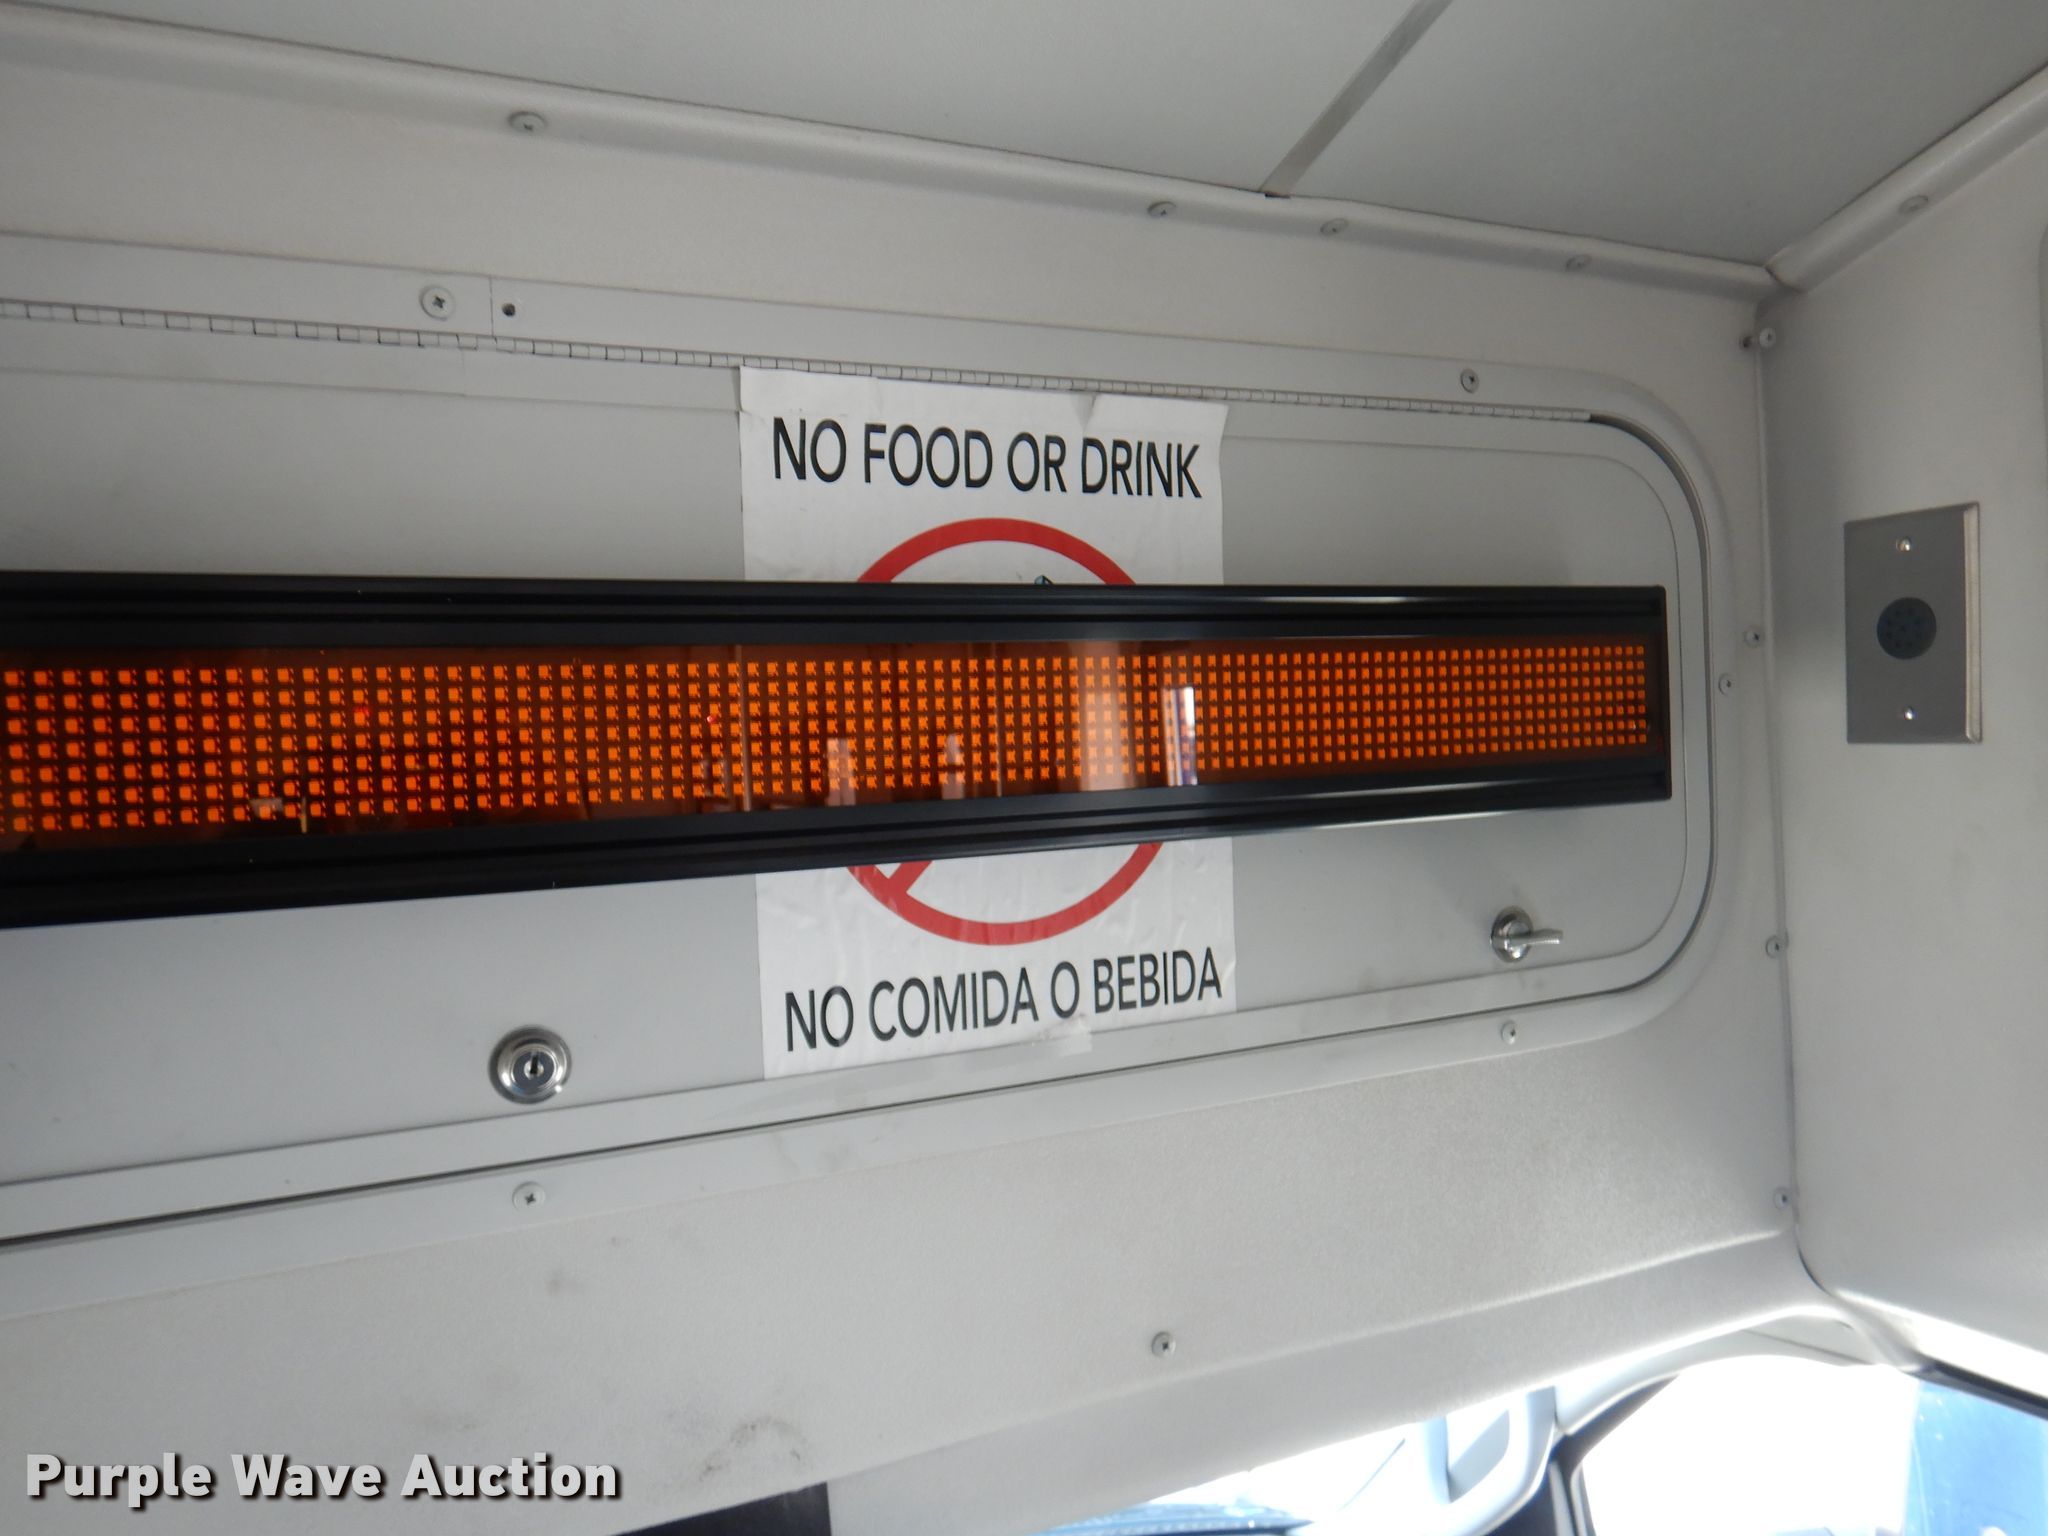 NO FOOD OR DRINK
NO COMIDA O BEBIDA
Purple Wave Auction